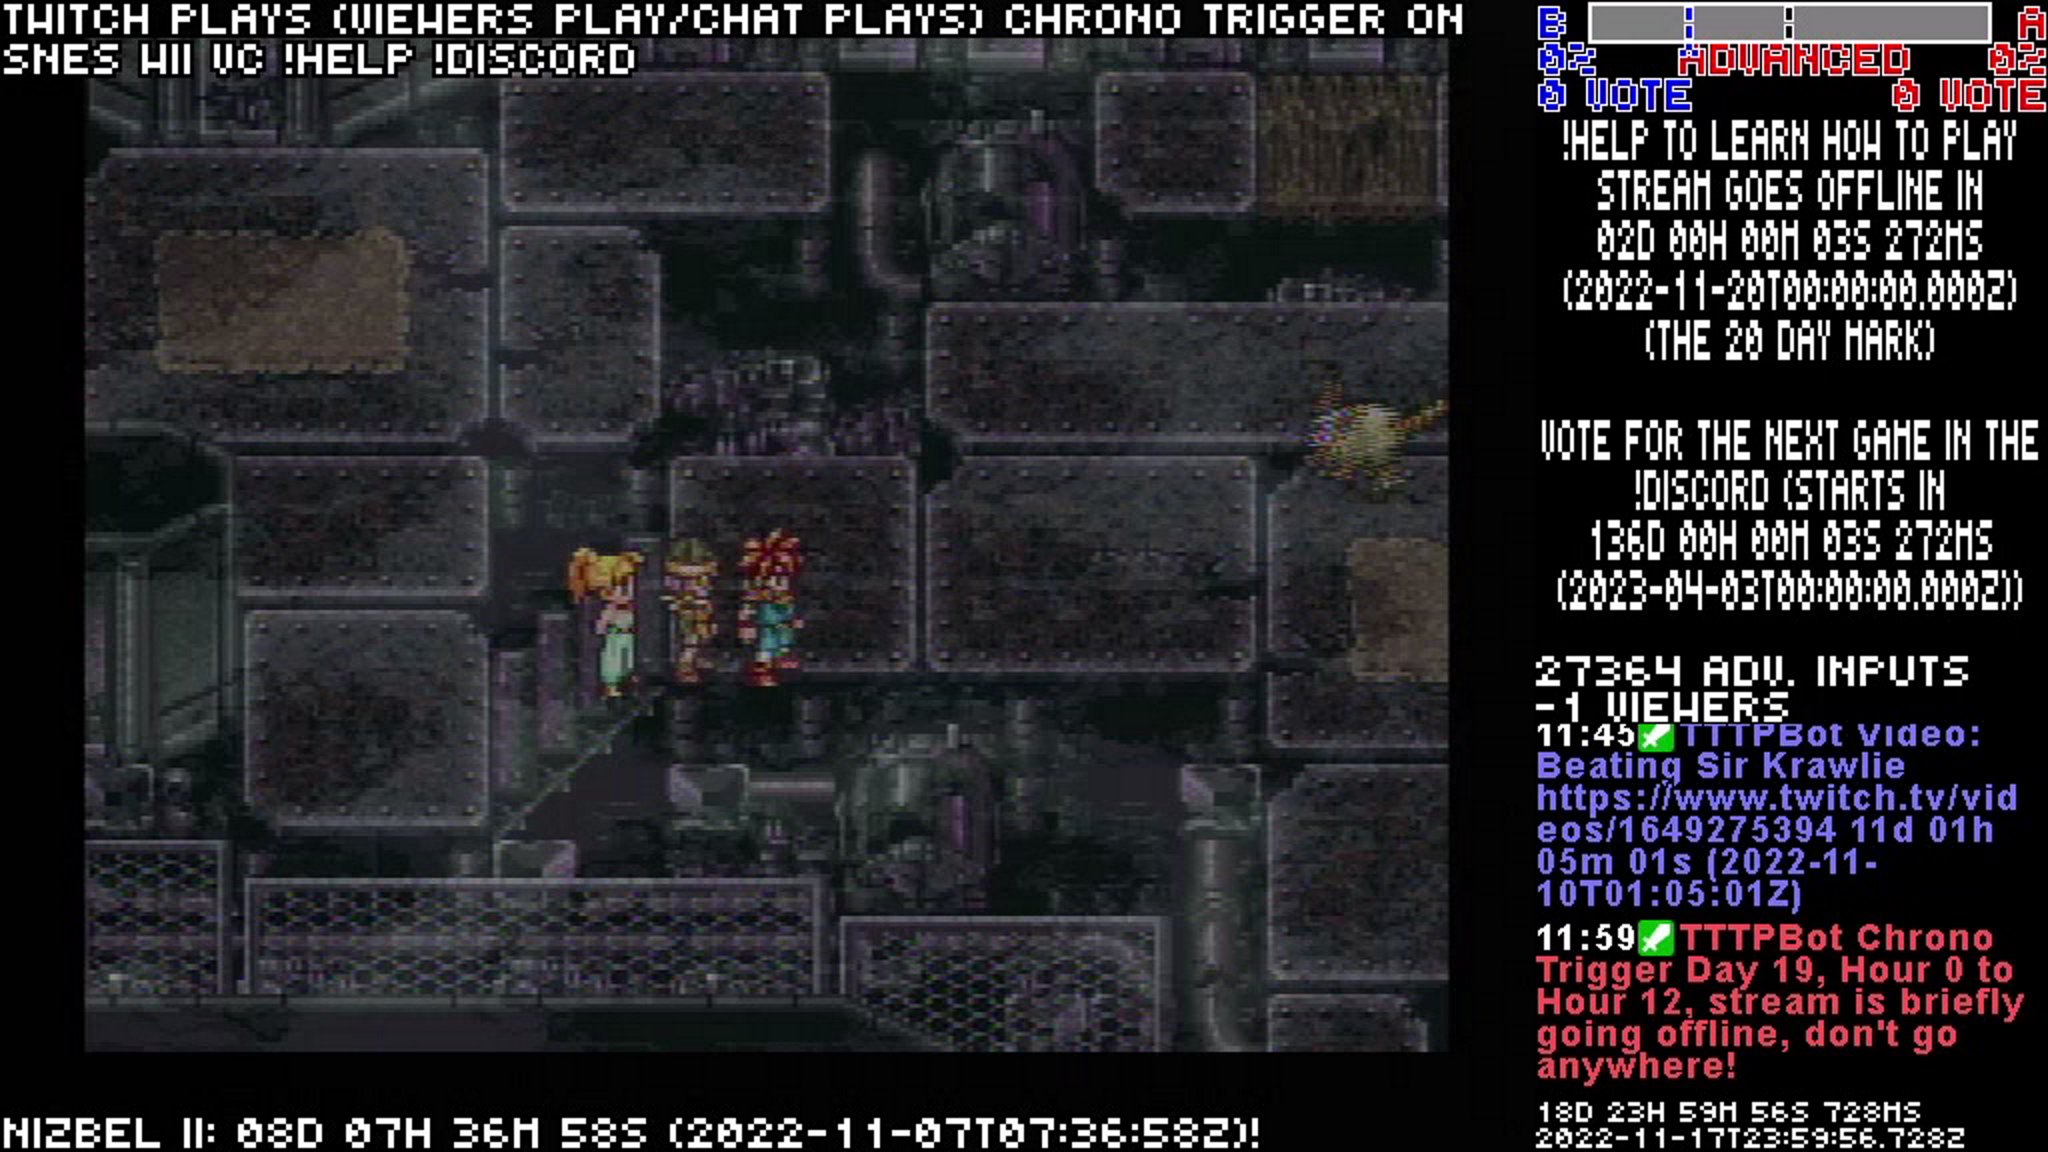 TWITCH PLAYS (VIEWERS PLAY/CHAT PLAYS) CHRONO TRIGGER ON
SNES WII VC !HELP !DISCORD
B A
0% ADVANCED 0%
0 VOTE 0 VOTE
!HELP TO LEARN HOW TO PLAY
STREAM GOES OFFLINE IN
02D 00H 00M 03S 272MS
(2022-11-20T00:00:00.000Z)
(THE 20 DAY MARK)
VOTE FOR THE NEXT GAME IN THE
!DISCORD (STARTS IN
136D 00H 00M 03S 272MS
(2023-04-03T00:00:00.000Z))
27364 ADV. INPUTS
-1 VIEWERS
11:45 TTTPBot Video:
Beating Sir Krawlie
https://www.twitch.tv/vid
eos/1649275394 11d 01h
05m 01s (2022-11-
10T01:05:01Z)
11:59 TTTPBot Chrono
Trigger Day 19, Hour 0 to
Hour 12, stream is briefly
going offline, don't go
anywhere!
18D 23H 59M 56S 728MS
2022-11-17T23:59:56.728Z
NIZBEL II: 08D 07H 36M 58S (2022-11-07T07:36:58Z)!